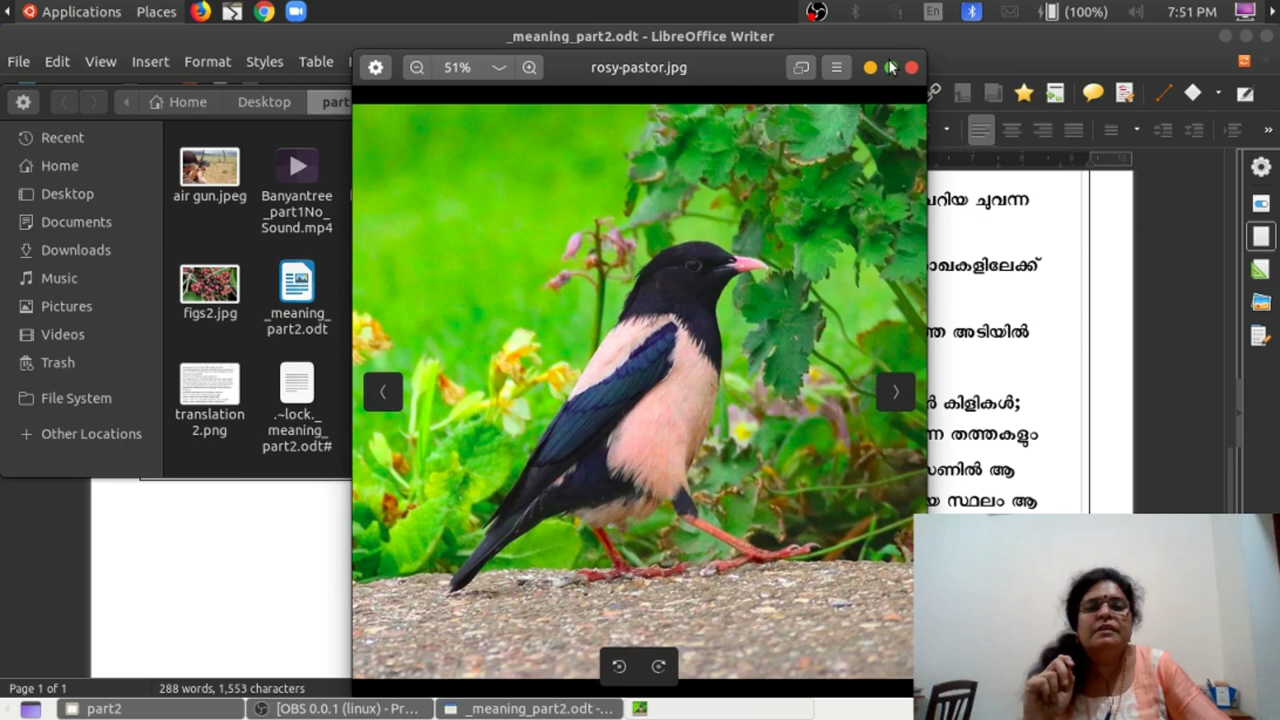 Applications Places En (100%) 7:51 PM
_meaning_part2.odt - LibreOffice Writer
File Edit View Insert Format Styles Table
51% rosy-pastor.jpg
Home Desktop part
Recent
Home
Desktop
Documents
Downloads
Music
Pictures
Videos
Trash
File System
Other Locations
air gun.jpeg
Banyantree
_part1No_
Sound.mp4
figs2.jpg
_meaning_
part2.odt
translation
2.png
.~lock._
meaning_
part2.odt#
ചുവന്ന
അടിയിൽ
കിളികൾ;
തത്തകളും
ആ
സ്ഥലം ആ
Page 1 of 1 288 words, 1,553 characters
part2 [OBS 0.0.1 (linux) - Pr... _meaning_part2.odt -...